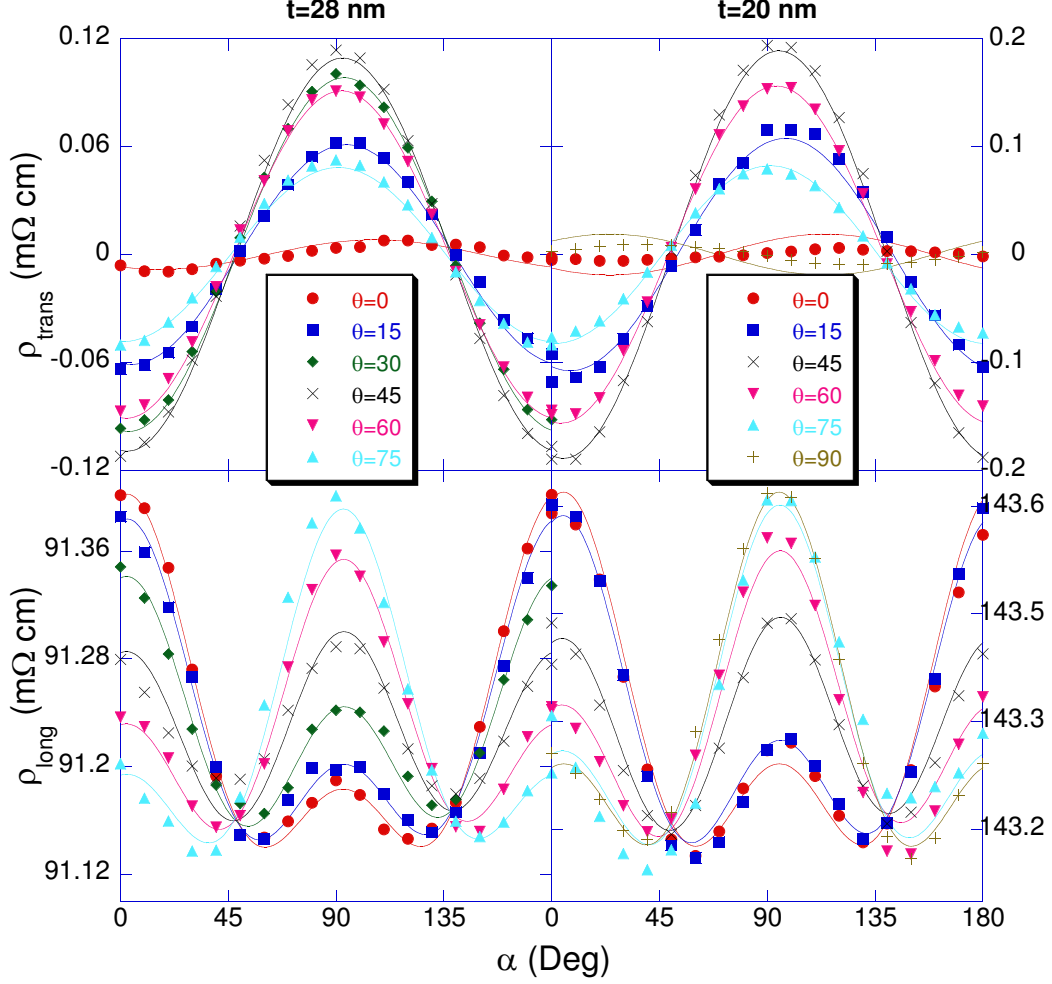 t=28 nm
t=20 nm
0.12
0.06
0
-0.06
-0.12
ρtrans (mΩ cm)
0.2
0.1
0
-0.1
-0.2
θ=0
θ=15
θ=30
θ=45
θ=60
θ=75
θ=0
θ=15
θ=45
θ=60
θ=75
θ=90
91.36
91.28
91.2
91.12
ρlong (mΩ cm)
143.6
143.5
143.3
143.2
0
45
90
135
0
45
90
135
180
α (Deg)